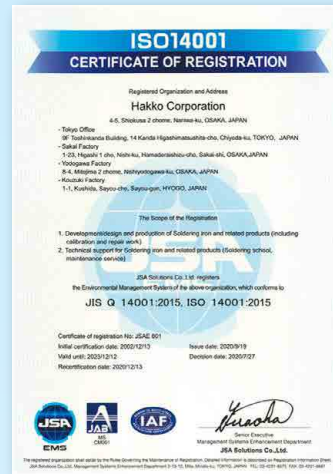 ISO14001
CERTIFICATE OF REGISTRATION
Registered Organization and Address
Hakko Corporation
4-5, Shiokusa 2 chome, Naniwa-ku, OSAKA, JAPAN
- Tokyo Office
9F Toshinkanda Building, 14 Kanda Higashimatsushita-cho, Chiyoda-ku, TOKYO, JAPAN
- Sakai Factory
1-23, Higashi 1 cho, Nishi-ku, Hamaderaishizu-cho, Sakai-shi, OSAKA, JAPAN
- Yodogawa Factory
8-4, Mitejima 2 chome, Nishiyodogawa-ku, OSAKA, JAPAN
- Kouzuki Factory
1-1, Kushida, Sayou-cho, Sayou-gun, HYOGO, JAPAN
The Scope of the Registration
1. Development/design and production of Soldering iron and related products (including
calibration and repair work)
2. Technical support for Soldering iron and related products (Soldering school,
maintenance service)
JSA Solutions Co., Ltd. registers
the Environmental Management System of the above organization, which conforms to
JIS Q 14001:2015, ISO 14001:2015
Certificate of registration No: JSAE 001
Initial certification date: 2002/12/13
Issue date: 2020/9/19
Valid until: 2023/12/12
Decision date: 2020/7/27
Recertification date: 2020/12/13
JSA
EMS
JAB
MS
CM001
IAF
Senior Executive
Management Systems Enhancement Department
JSA Solutions Co.,Ltd.